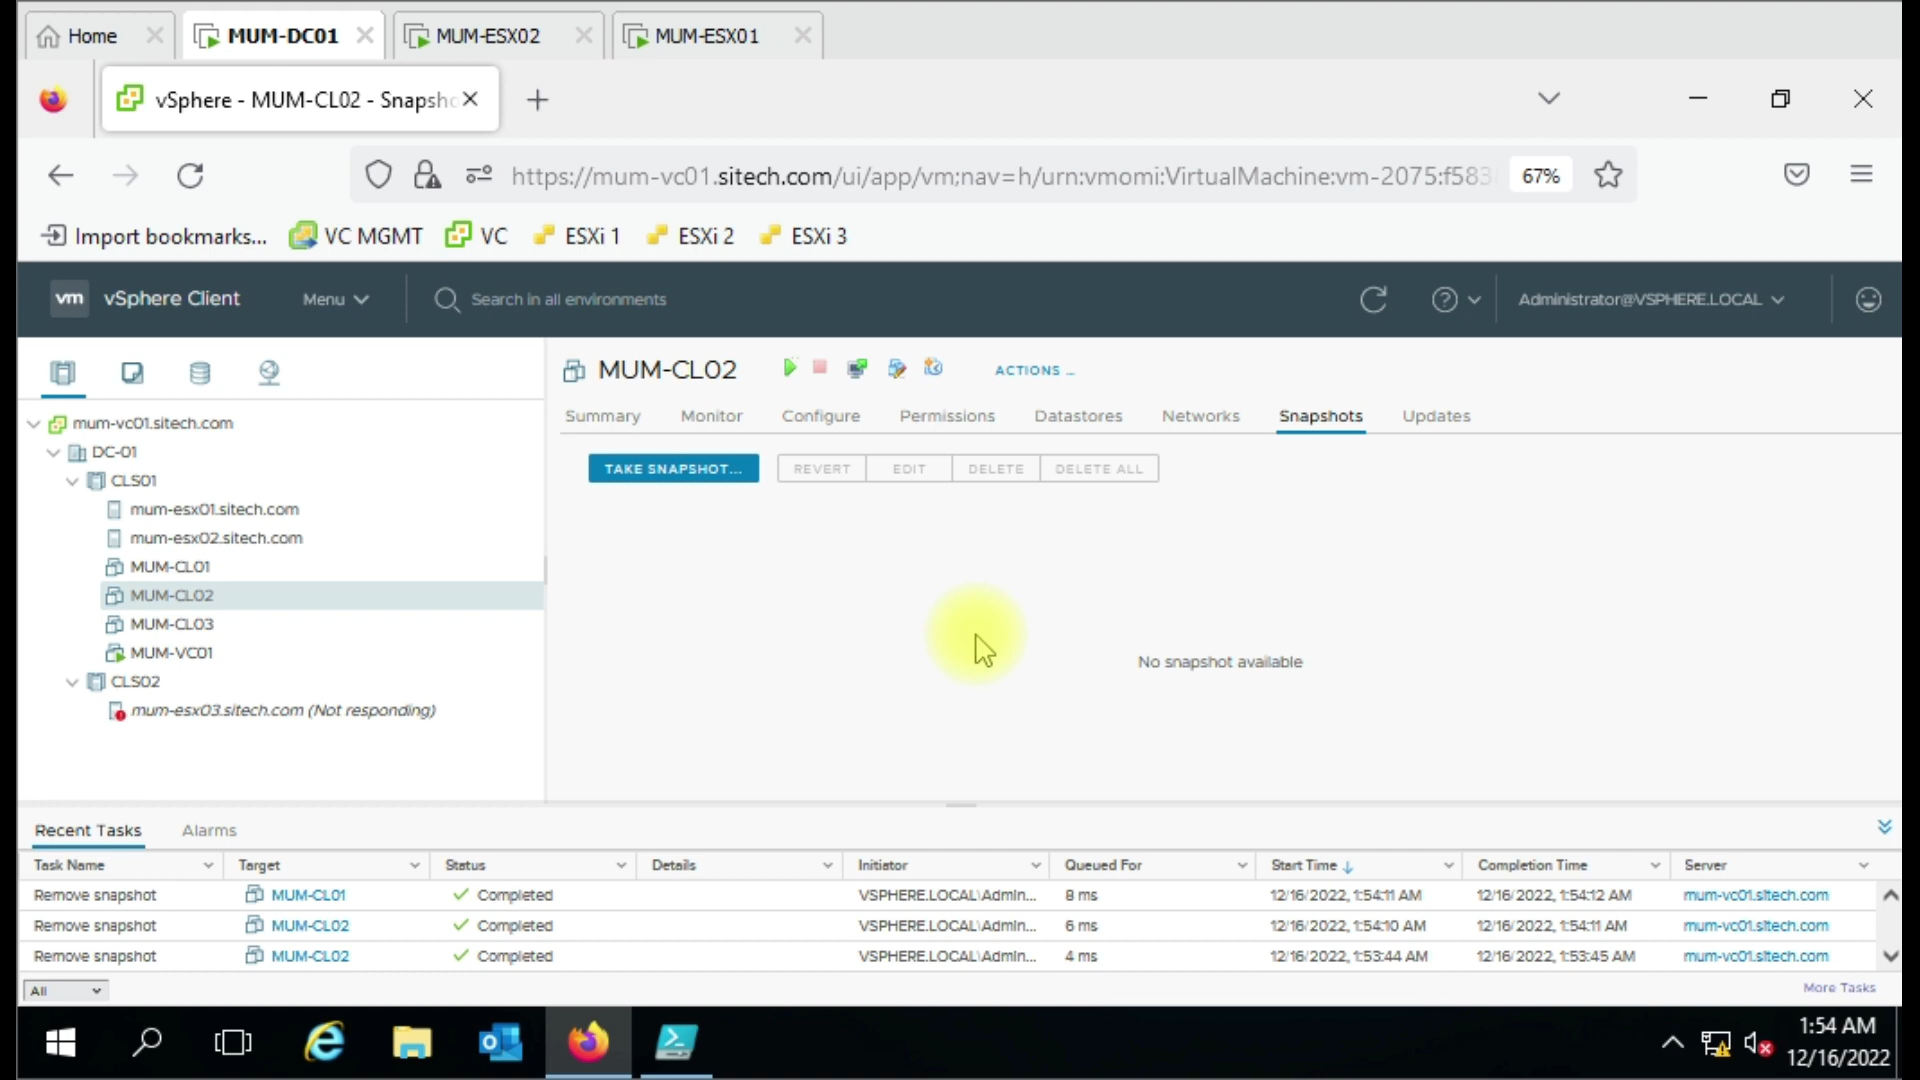 Home MUM-DC01 MUM-ESX02 MUM-ESX01
vSphere - MUM-CL02 - Snapsho
https://mum-vc01.sitech.com/ui/app/vm;nav=h/urn:vmomi:VirtualMachine:vm-2075:f583 67%
Import bookmarks... VC MGMT VC ESXi 1 ESXi 2 ESXi 3
vm vSphere Client Menu Search in all environments Administrator@VSPHERE.LOCAL
MUM-CL02 ACTIONS
Summary Monitor Configure Permissions Datastores Networks Snapshots Updates
TAKE SNAPSHOT... REVERT EDIT DELETE DELETE ALL
No snapshot available
mum-vc01.sitech.com
DC-01
CLS01
mum-esx01.sitech.com
mum-esx02.sitech.com
MUM-CL01
MUM-CL02
MUM-CL03
MUM-VC01
CLS02
mum-esx03.sitech.com (Not responding)
Recent Tasks Alarms
Task Name Target Status Details Initiator Queued For Start Time Completion Time Server
Remove snapshot MUM-CL01 Completed VSPHERE.LOCAL\Admin... 8 ms 12/16/2022, 1:54:11 AM 12/16/2022, 1:54:12 AM mum-vc01.sitech.com
Remove snapshot MUM-CL02 Completed VSPHERE.LOCAL\Admin... 6 ms 12/16/2022, 1:54:10 AM 12/16/2022, 1:54:11 AM mum-vc01.sitech.com
Remove snapshot MUM-CL02 Completed VSPHERE.LOCAL\Admin... 4 ms 12/16/2022, 1:53:44 AM 12/16/2022, 1:53:45 AM mum-vc01.sitech.com
All More Tasks
1:54 AM
12/16/2022